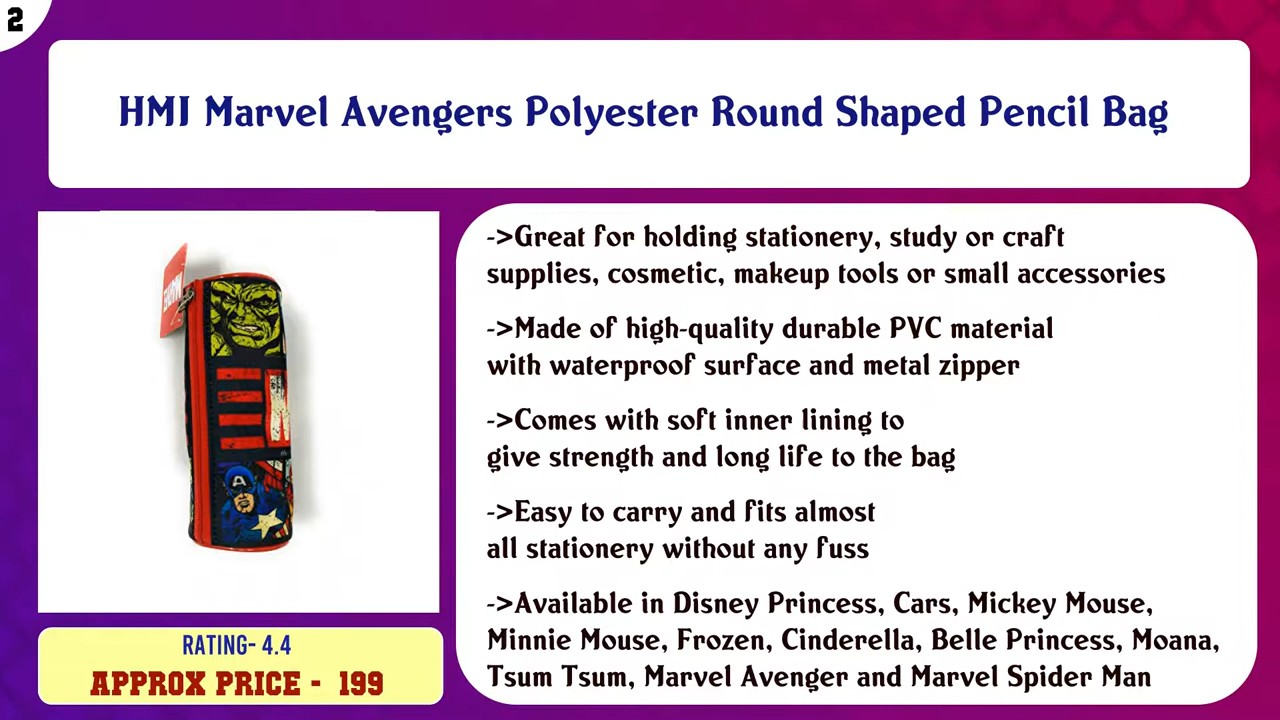 2
HMI Marvel Avengers Polyester Round Shaped Pencil Bag
->Great for holding stationery, study or craft
supplies, cosmetic, makeup tools or small accessories
->Made of high-quality durable PVC material
with waterproof surface and metal zipper
->Comes with soft inner lining to
give strength and long life to the bag
->Easy to carry and fits almost
all stationery without any fuss
->Available in Disney Princess, Cars, Mickey Mouse,
Minnie Mouse, Frozen, Cinderella, Belle Princess, Moana,
Tsum Tsum, Marvel Avenger and Marvel Spider Man
MARVEL
A
RATING- 4.4
APPROX PRICE - 199